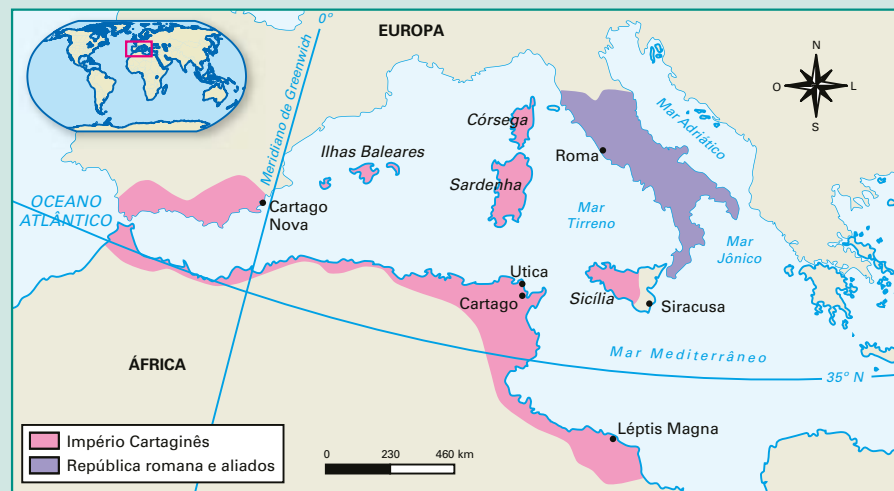 0°
EUROPA
Meridiano de Greenwich
N
O
L
S
Córsega
Mar Adriático
Roma
Ilhas Baleares
Sardenha
OCEANO
ATLÂNTICO
Cartago
Nova
Mar
Tirreno
Mar
Jônico
Utica
Cartago
Sicília
Siracusa
Mar Mediterrâneo
ÁFRICA
35° N
Léptis Magna
Império Cartaginês
República romana e aliados
0 230 460 km